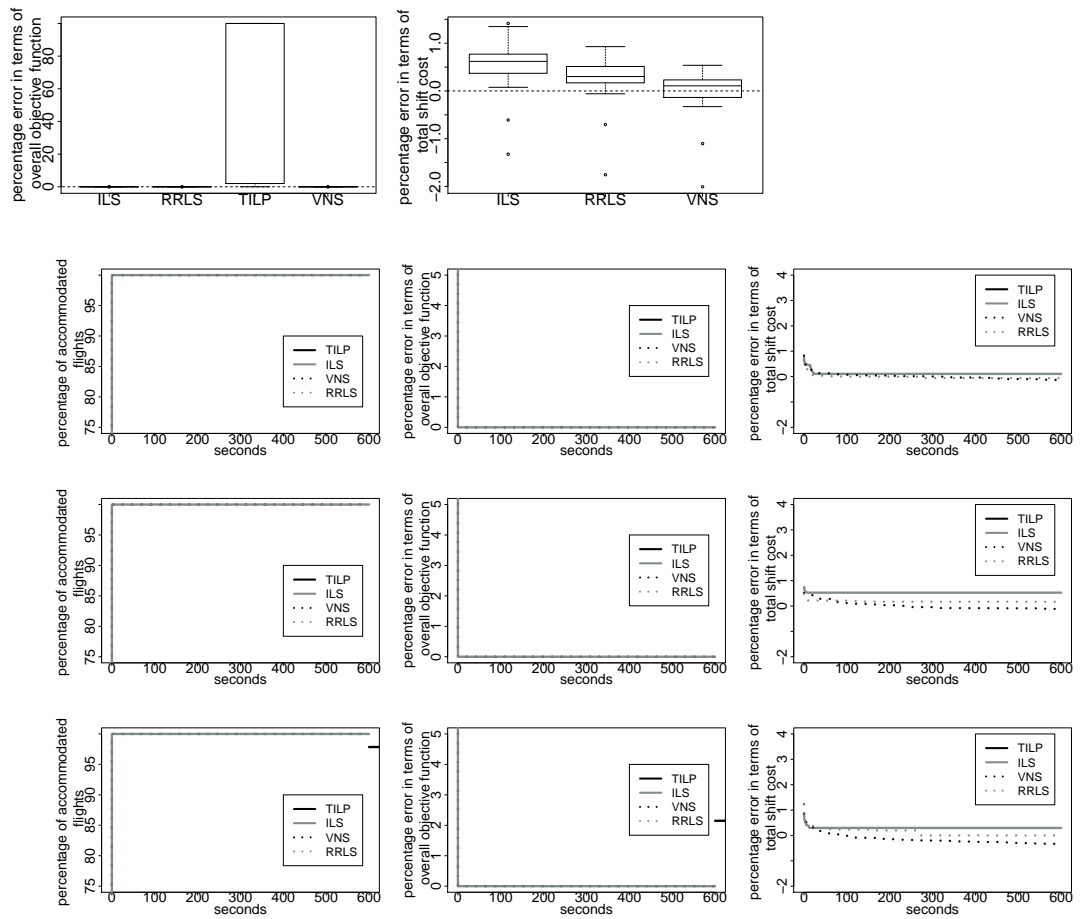 percentage error in terms of
overall objective function
0 20 40 60 80
ILS RRLS TILP VNS
percentage error in terms of
total shift cost
−2.0 −1.0 0.0 1.0
ILS RRLS VNS
percentage of accommodated
flights
75 80 85 90 95
TILP
ILS
VNS
RRLS
0 100 200 300 400 500 600
seconds
percentage error in terms of
overall objective function
0 1 2 3 4 5
TILP
ILS
VNS
RRLS
0 100 200 300 400 500 600
seconds
percentage error in terms of
total shift cost
−2 0 1 2 3 4
TILP
ILS
VNS
RRLS
0 100 200 300 400 500 600
seconds
percentage of accommodated
flights
75 80 85 90 95
TILP
ILS
VNS
RRLS
0 100 200 300 400 500 600
seconds
percentage error in terms of
overall objective function
0 1 2 3 4 5
TILP
ILS
VNS
RRLS
0 100 200 300 400 500 600
seconds
percentage error in terms of
total shift cost
−2 0 1 2 3 4
TILP
ILS
VNS
RRLS
0 100 200 300 400 500 600
seconds
percentage of accommodated
flights
75 80 85 90 95
TILP
ILS
VNS
RRLS
0 100 200 300 400 500 600
seconds
percentage error in terms of
overall objective function
0 1 2 3 4 5
TILP
ILS
VNS
RRLS
0 100 200 300 400 500 600
seconds
percentage error in terms of
total shift cost
−2 0 1 2 3 4
TILP
ILS
VNS
RRLS
0 100 200 300 400 500 600
seconds